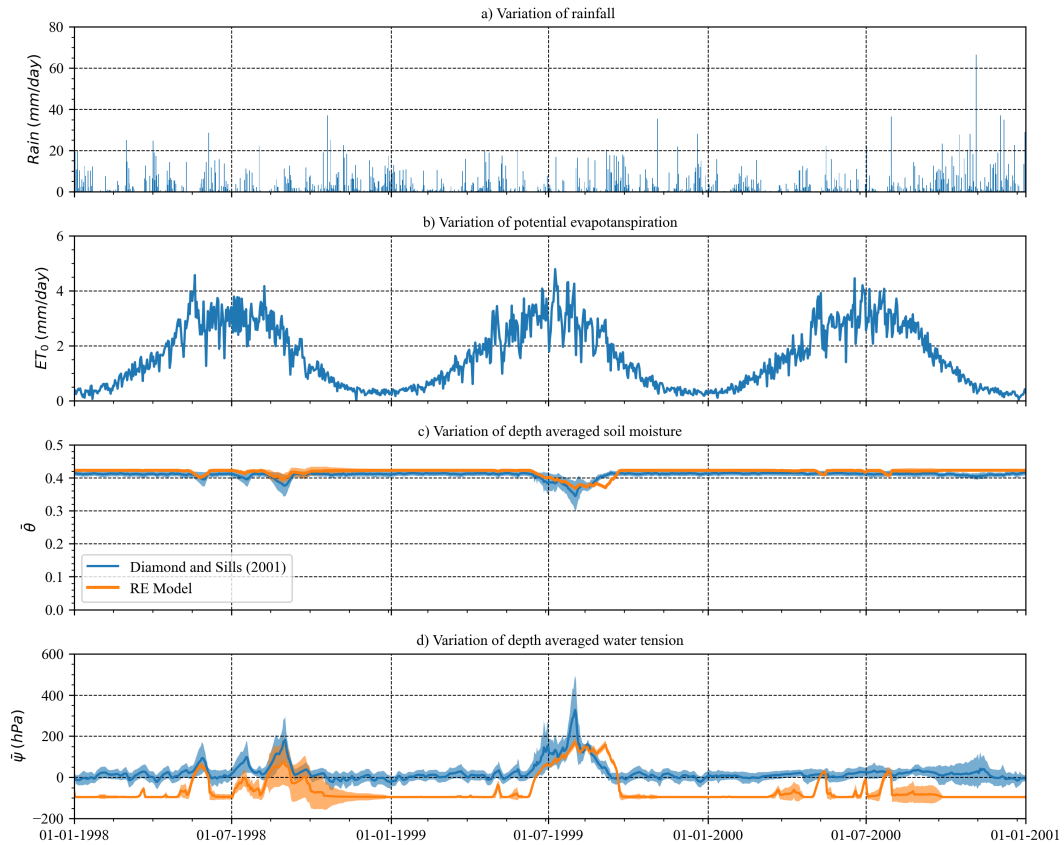 a) Variation of rainfall
80
60
40
20
0
Rain (mm/day)
b) Variation of potential evapotanspiration
6
4
2
0
ET0 (mm/day)
c) Variation of depth averaged soil moisture
0.5
0.4
0.3
0.2
0.1
0.0
θ̄
Diamond and Sills (2001)
RE Model
d) Variation of depth averaged water tension
600
400
200
0
−200
ψ̄ (hPa)
01-01-1998 01-07-1998 01-01-1999 01-07-1999 01-01-2000 01-07-2000 01-01-2001